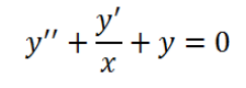 y'' + y'/x + y = 0